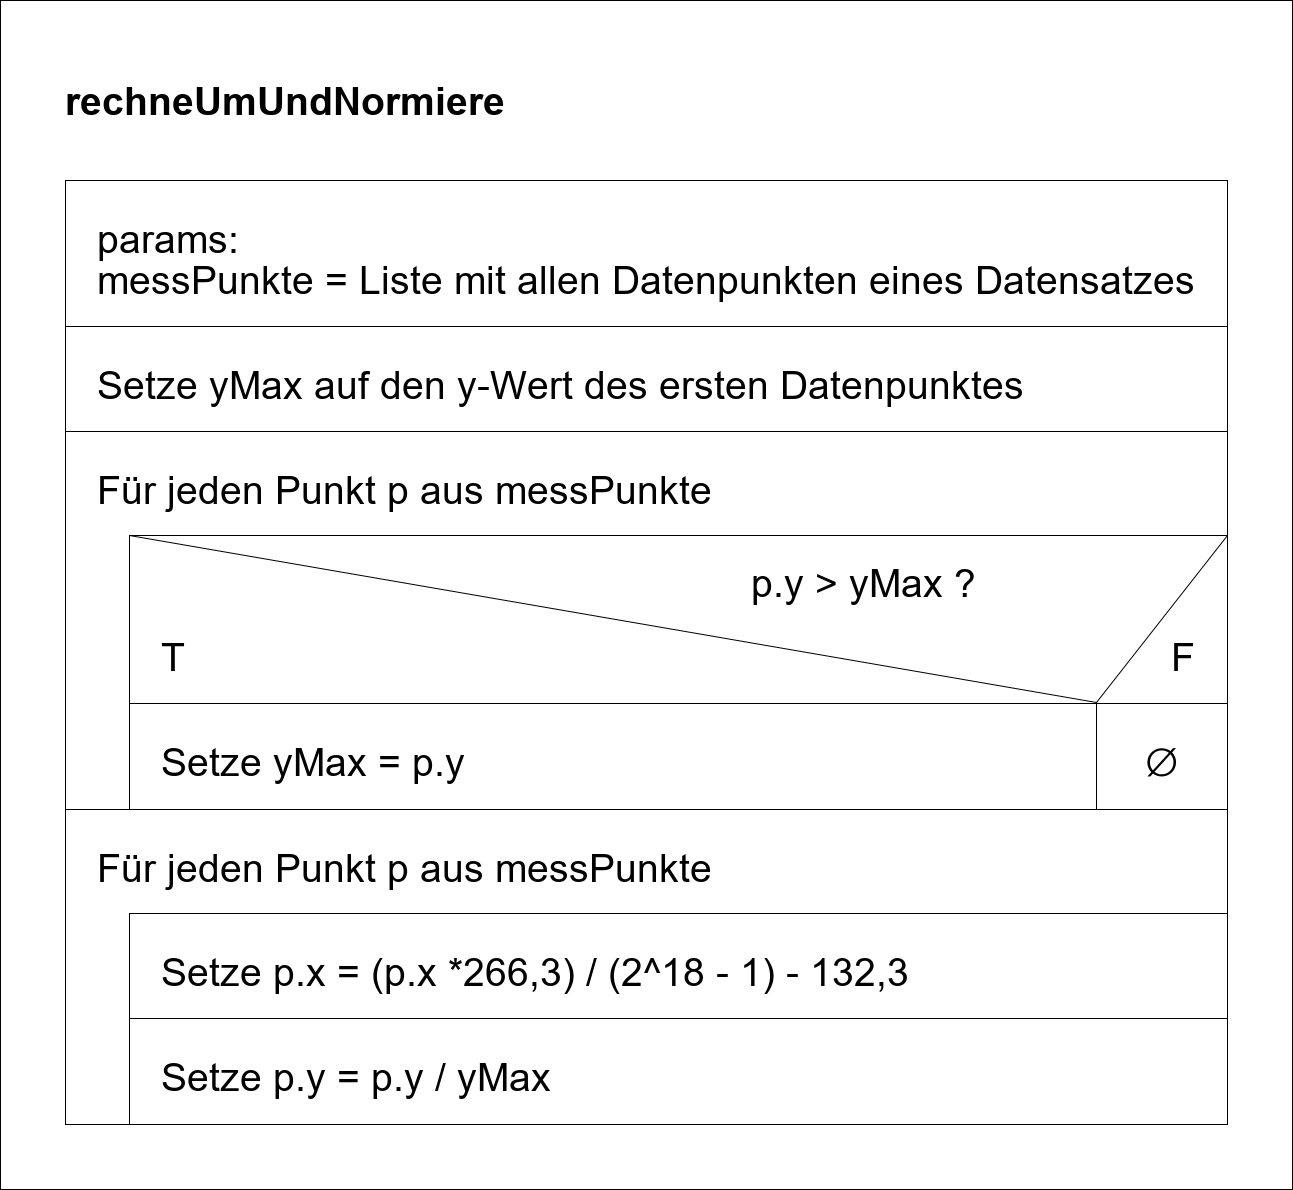 rechneUmUndNormiere
params:
messPunkte = Liste mit allen Datenpunkten eines Datensatzes
Setze yMax auf den y-Wert des ersten Datenpunktes
Für jeden Punkt p aus messPunkte
p.y > yMax ?
T
F
Setze yMax = p.y
∅
Für jeden Punkt p aus messPunkte
Setze p.x = (p.x *266,3) / (2^18 - 1) - 132,3
Setze p.y = p.y / yMax